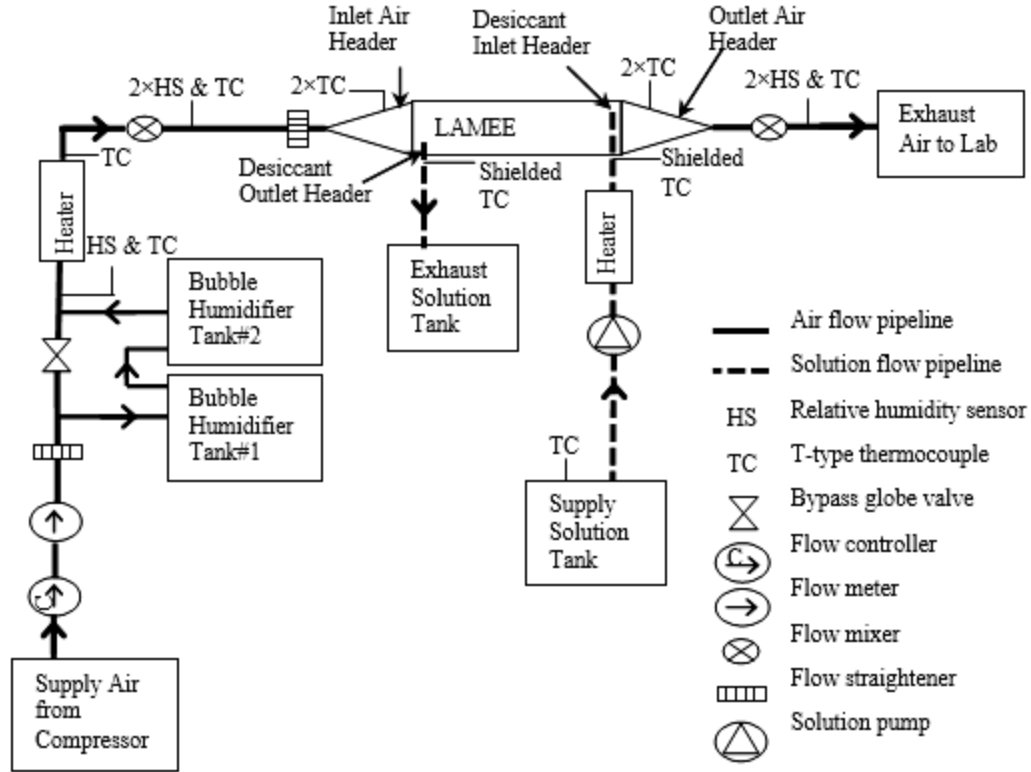 Inlet Air
Header
Desiccant
Inlet Header
Outlet Air
Header
2×HS & TC
2×TC
2×TC
2×HS & TC
LAMEE
Exhaust
Air to Lab
TC
Desiccant
Outlet Header
Shielded
TC
Shielded
TC
Heater
HS & TC
Heater
Bubble
Humidifier
Tank#2
Exhaust
Solution
Tank
Bubble
Humidifier
Tank#1
TC
Supply
Solution
Tank
C
Supply Air
from
Compressor
Air flow pipeline
Solution flow pipeline
HS Relative humidity sensor
TC T-type thermocouple
Bypass globe valve
C Flow controller
Flow meter
Flow mixer
Flow straightener
Solution pump